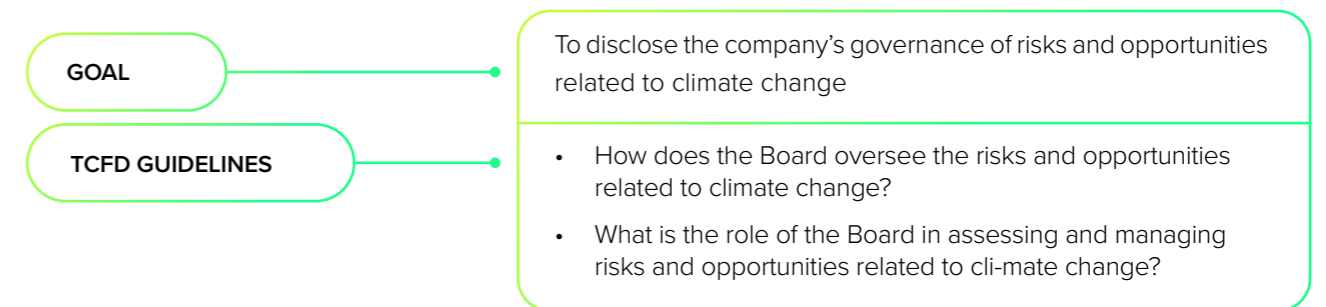 GOAL
To disclose the company’s governance of risks and opportunities
related to climate change
TCFD GUIDELINES
• How does the Board oversee the risks and opportunities
related to climate change?
• What is the role of the Board in assessing and managing
risks and opportunities related to cli-mate change?